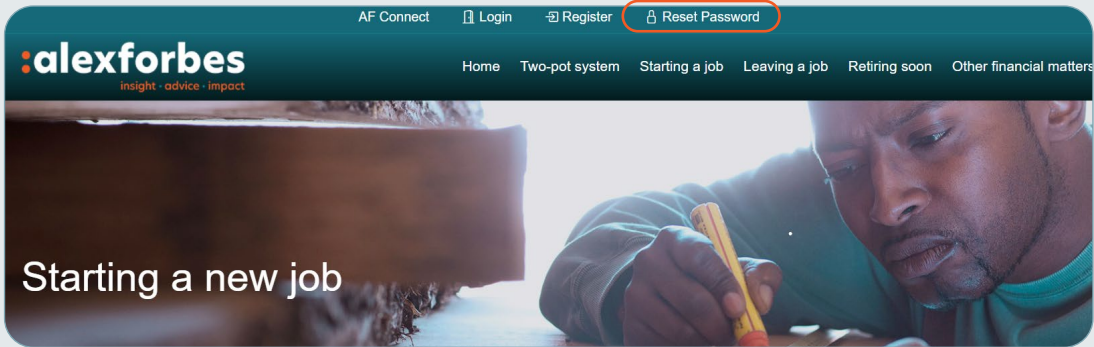 AF Connect Login Register Reset Password
:alexforbes
insight · advice · impact
Home Two-pot system Starting a job Leaving a job Retiring soon Other financial matters
Starting a new job